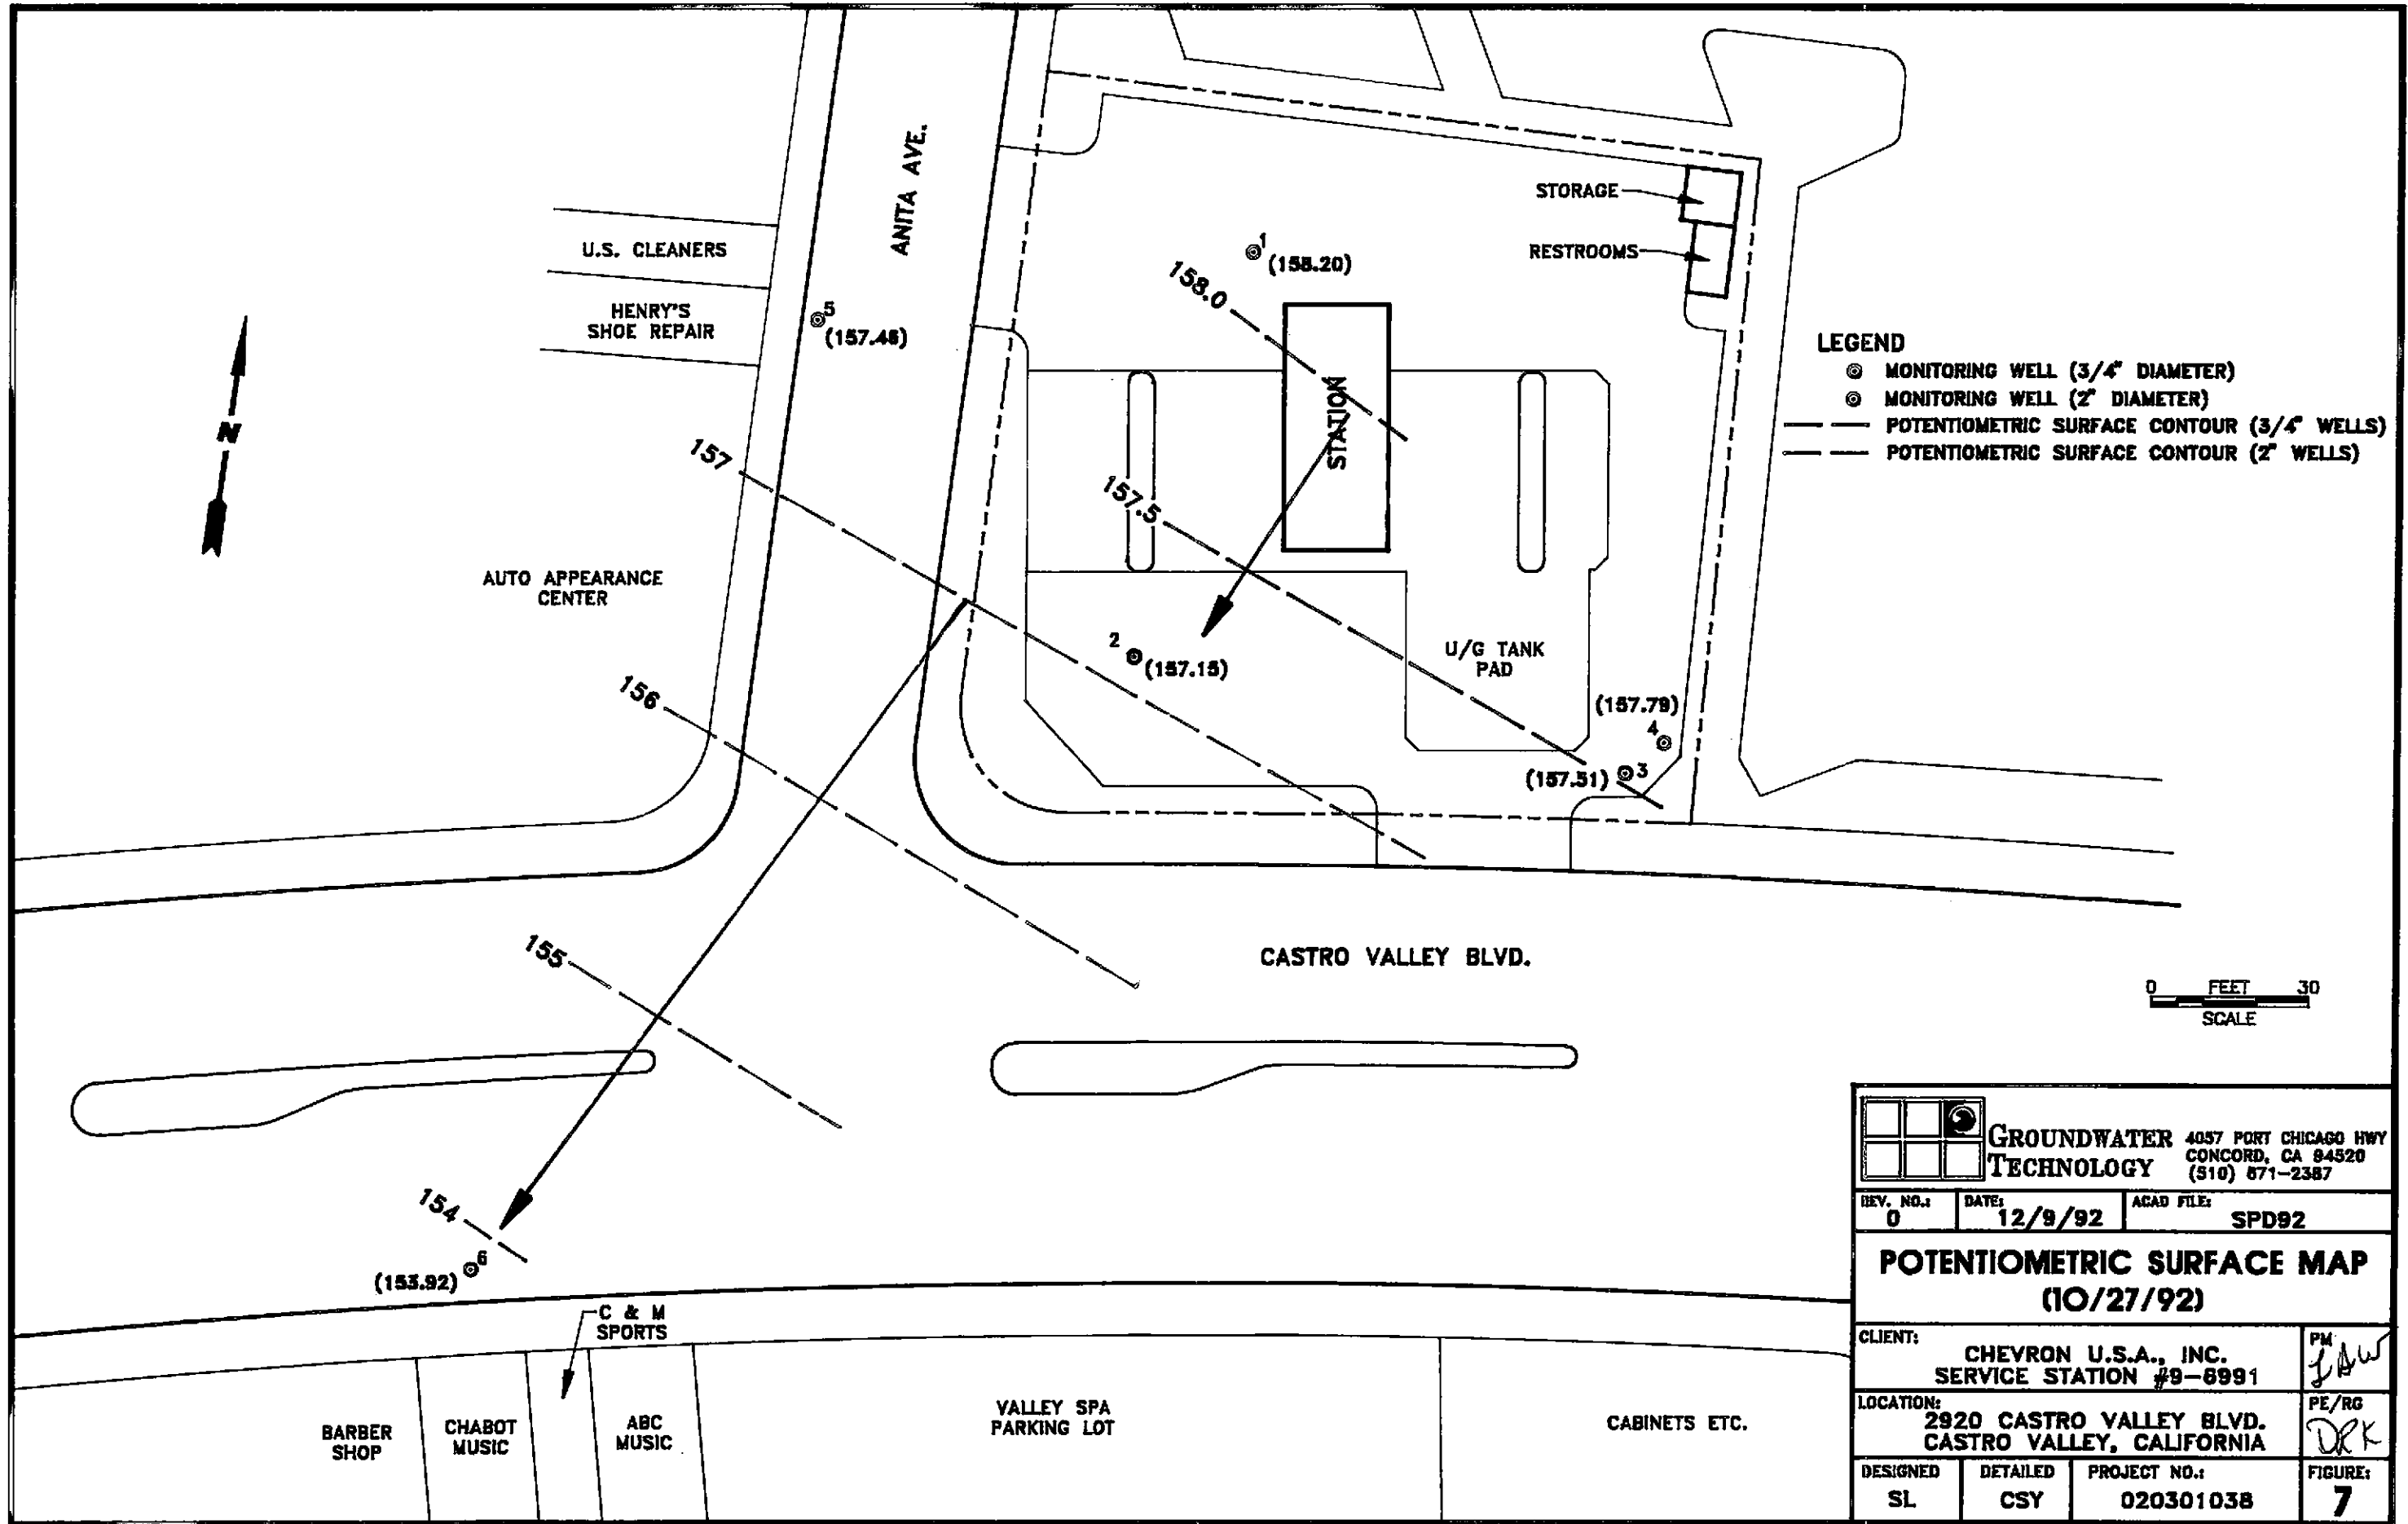 ANITA AVE.
STORAGE
RESTROOMS
U.S. CLEANERS
HENRY'S
SHOE REPAIR
1
(158.20)
158.0
5
(157.46)
N
STATION
LEGEND
MONITORING WELL (3/4" DIAMETER)
MONITORING WELL (2" DIAMETER)
POTENTIOMETRIC SURFACE CONTOUR (3/4" WELLS)
POTENTIOMETRIC SURFACE CONTOUR (2" WELLS)
157
157.5
AUTO APPEARANCE
CENTER
2
(157.15)
U/G TANK
PAD
156
(157.79)
4
(157.51)
3
155
CASTRO VALLEY BLVD.
0 FEET 30
SCALE
154
6
(153.92)
C & M
SPORTS
BARBER
SHOP
CHABOT
MUSIC
ABC
MUSIC
VALLEY SPA
PARKING LOT
CABINETS ETC.
GROUNDWATER
TECHNOLOGY
4057 PORT CHICAGO HWY
CONCORD, CA 94520
(510) 671-2387
REV. NO.:
0
DATE:
12/9/92
ACAD FILE:
SPD92
POTENTIOMETRIC SURFACE MAP
(10/27/92)
CLIENT:
CHEVRON U.S.A., INC.
SERVICE STATION #9-6991
PM
LAW
LOCATION:
2920 CASTRO VALLEY BLVD.
CASTRO VALLEY, CALIFORNIA
PE/RG
DRK
DESIGNED
SL
DETAILED
CSY
PROJECT NO.:
020301038
FIGURE:
7